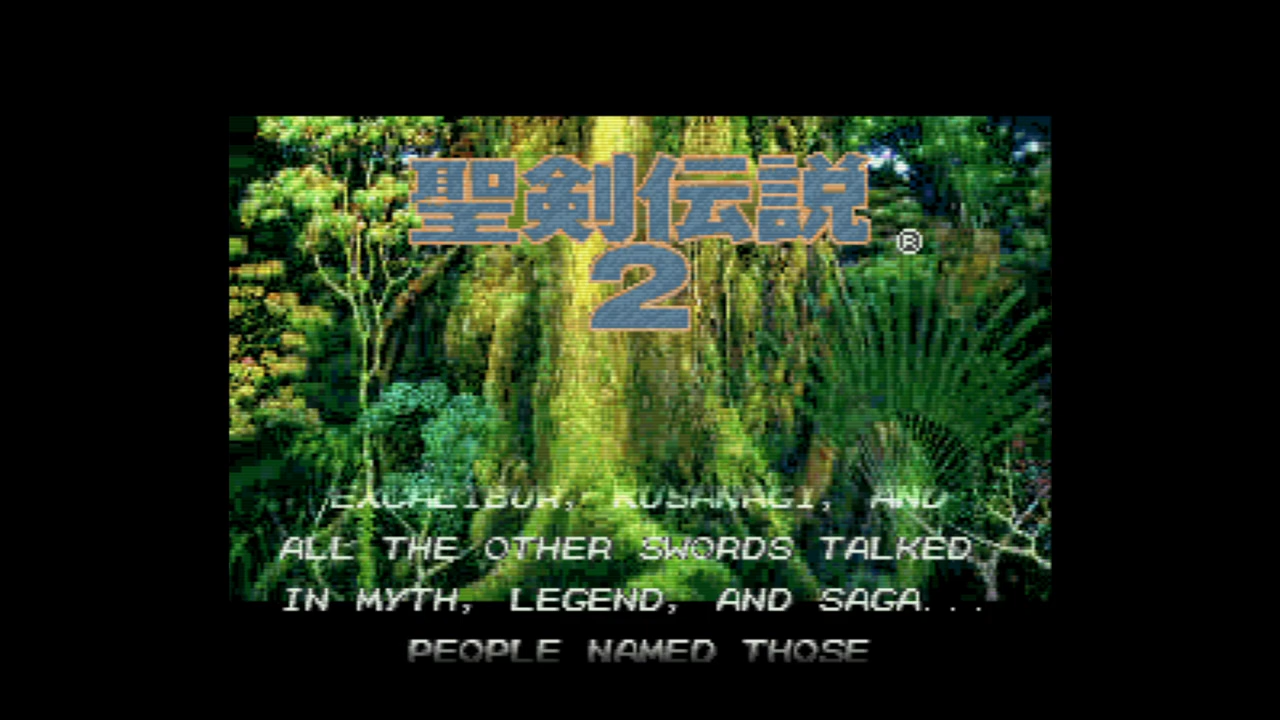 聖剣伝説
®
2
EXCALIBUR, KUSANAGI, AND
ALL THE OTHER SWORDS TALKED
IN MYTH, LEGEND, AND SAGA...
PEOPLE NAMED THOSE